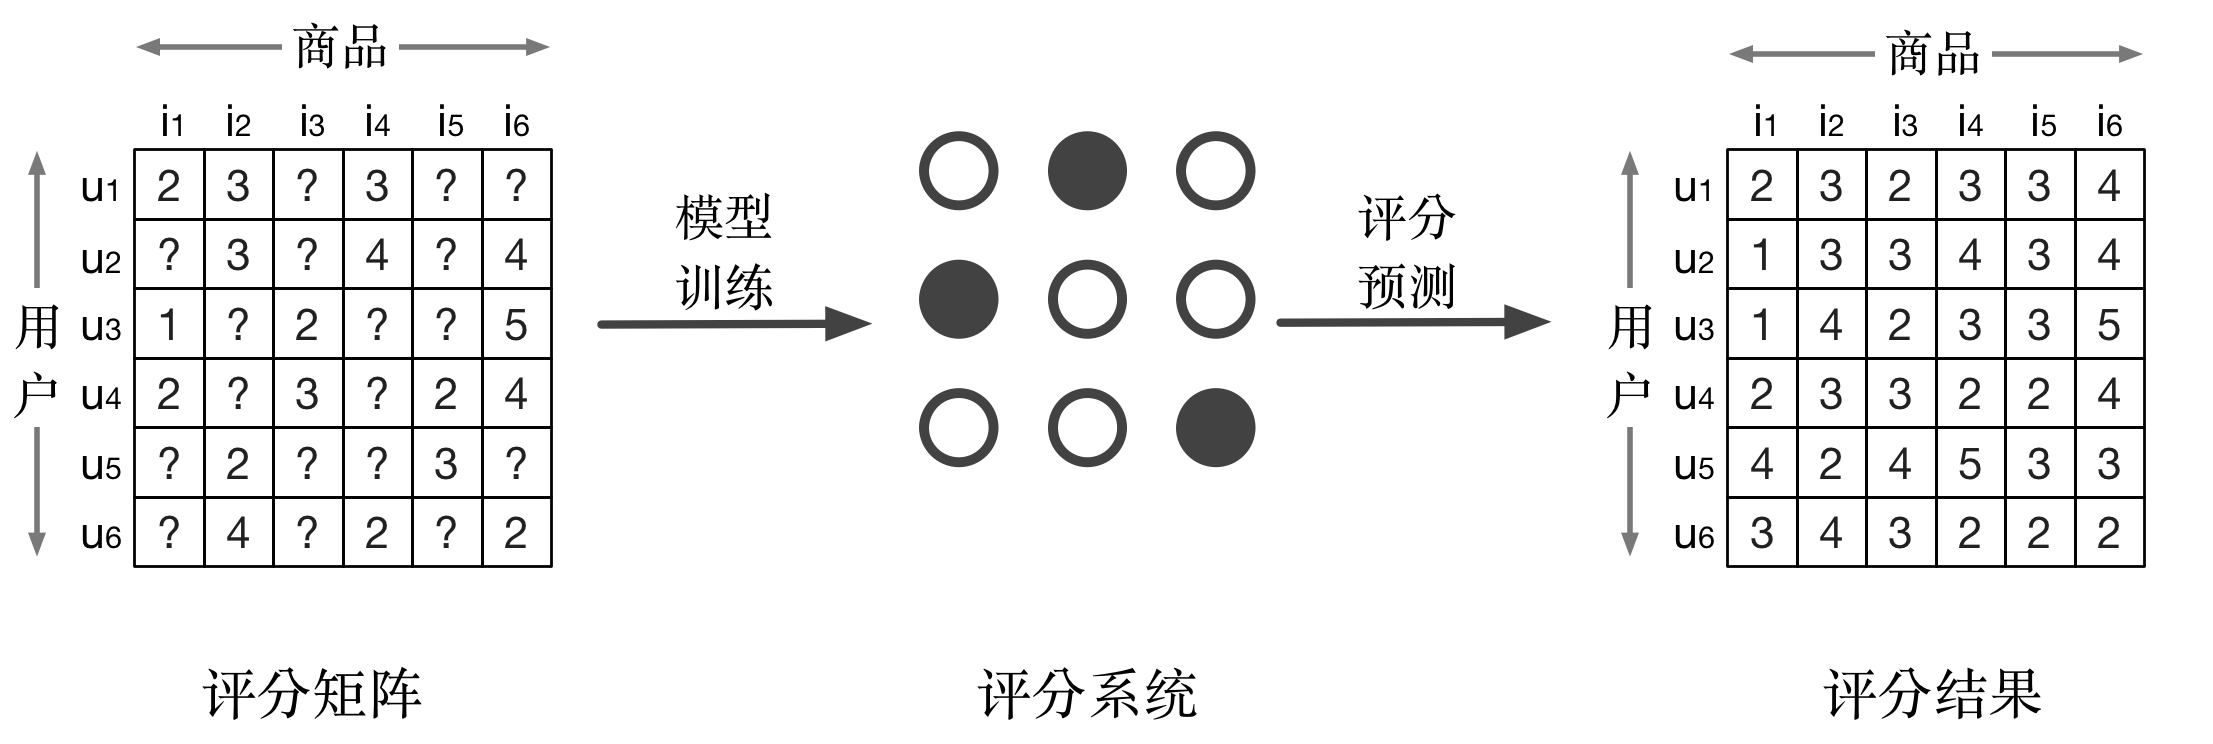 商品
i1 i2 i3 i4 i5 i6
用户
u1 2 3 ? 3 ? ?
u2 ? 3 ? 4 ? 4
u3 1 ? 2 ? ? 5
u4 2 ? 3 ? 2 4
u5 ? 2 ? ? 3 ?
u6 ? 4 ? 2 ? 2
评分矩阵
模型
训练
评分系统
评分
预测
商品
i1 i2 i3 i4 i5 i6
用户
u1 2 3 2 3 3 4
u2 1 3 3 4 3 4
u3 1 4 2 3 3 5
u4 2 3 3 2 2 4
u5 4 2 4 5 3 3
u6 3 4 3 2 2 2
评分结果